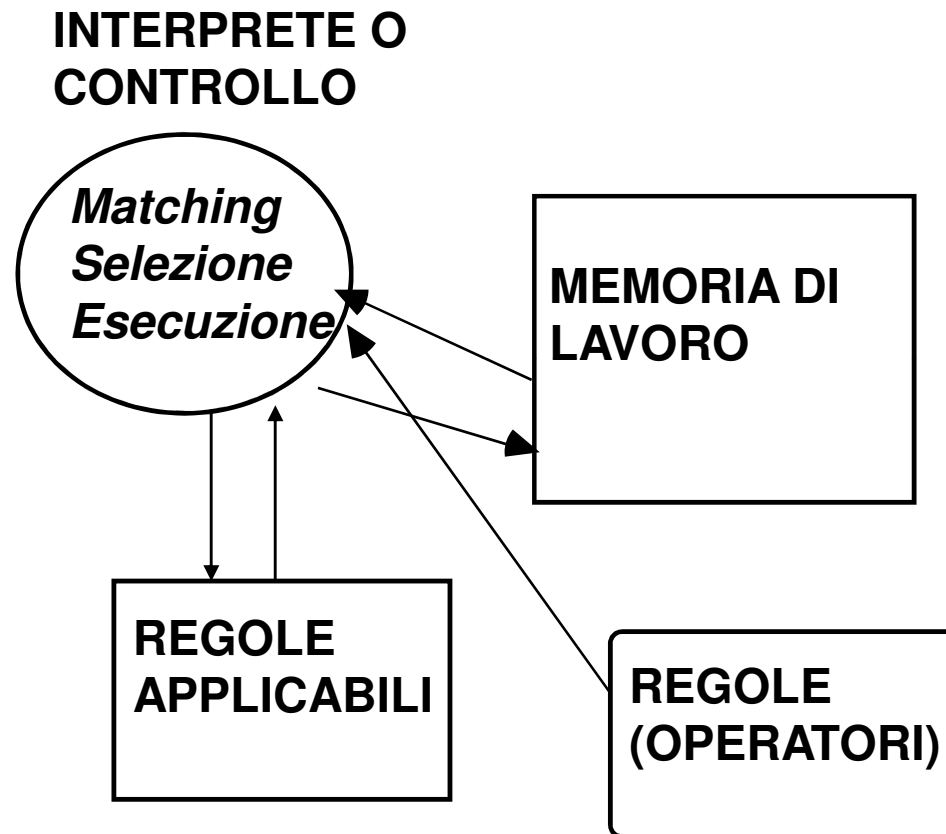 INTERPRETE O
CONTROLLO
Matching
Selezione
Esecuzione
MEMORIA DI
LAVORO
REGOLE
APPLICABILI
REGOLE
(OPERATORI)